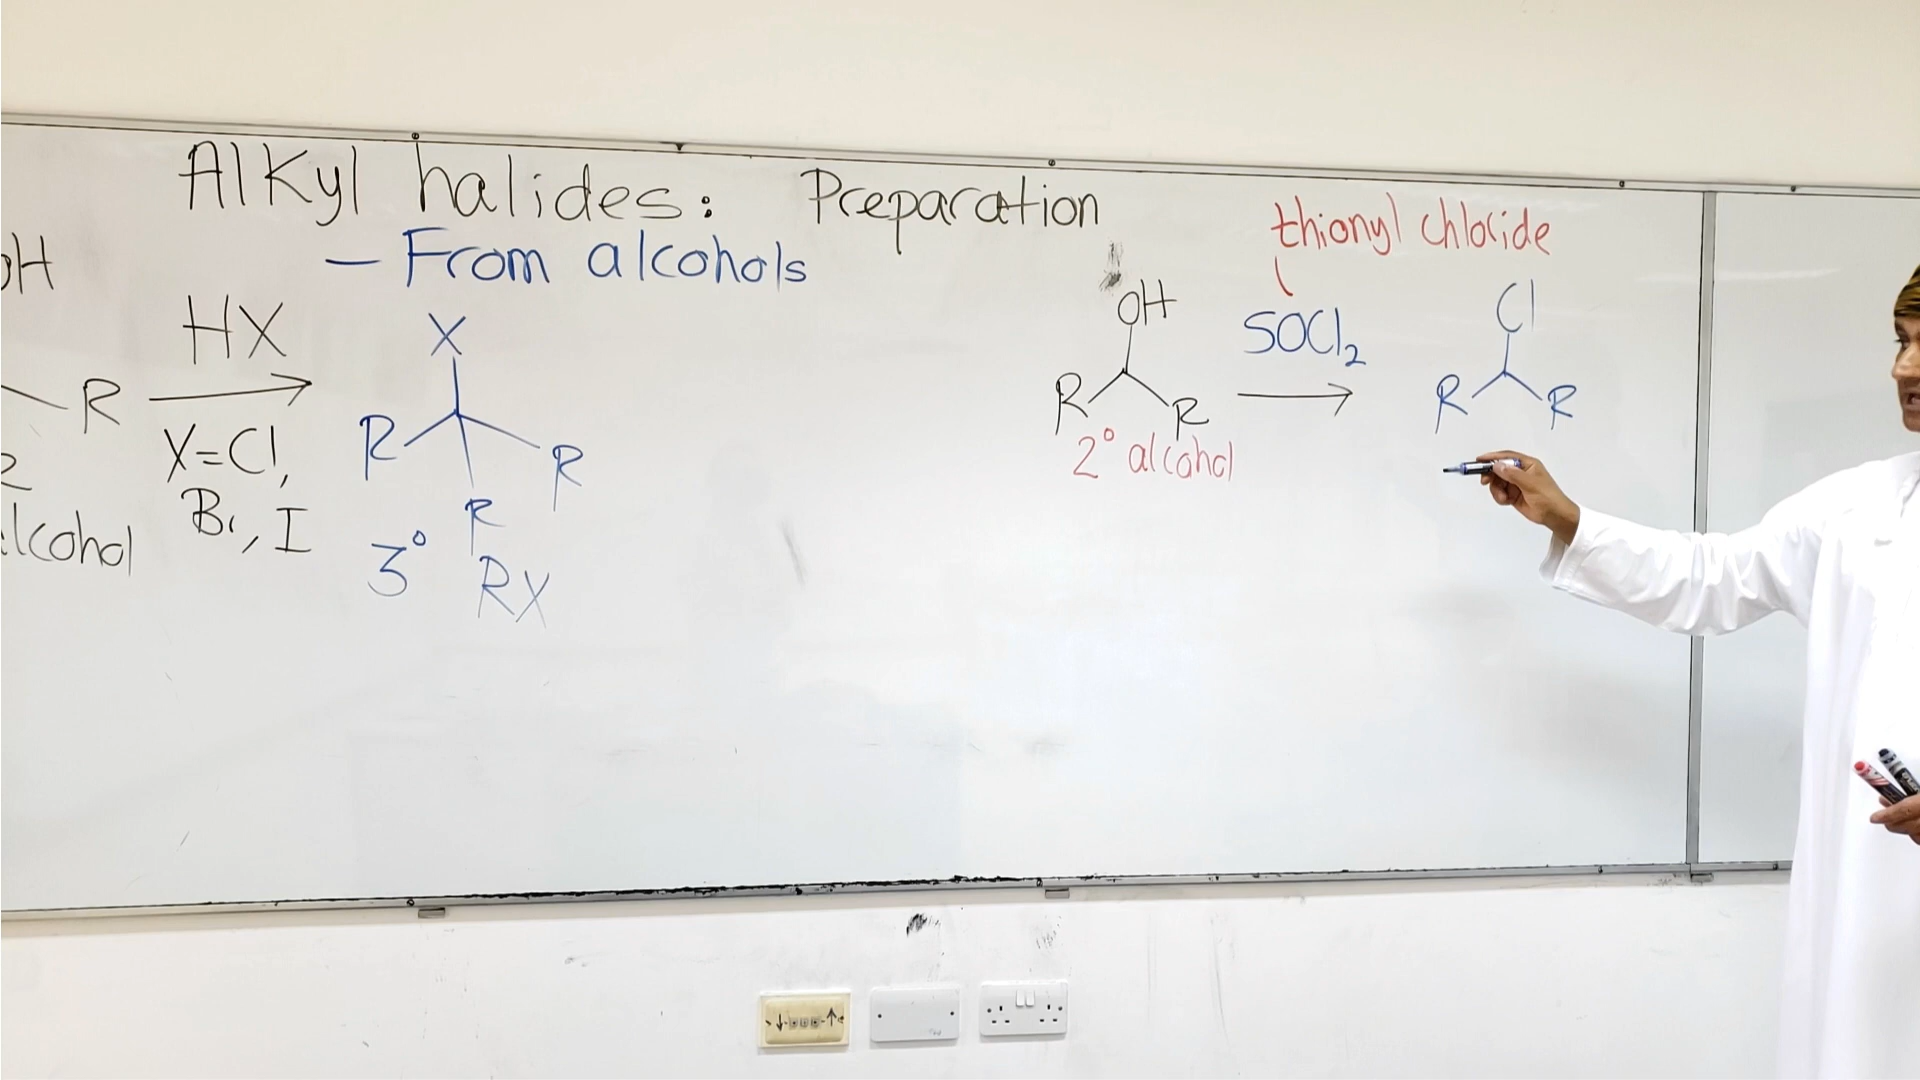 Alkyl halides: Preparation
- From alcohols
OH
HX
R
X=Cl,
Br, I
alcohol
X
R
R
R
3° RX
thionyl chloride
OH
SOCl₂
R
R
2° alcohol
Cl
R
R